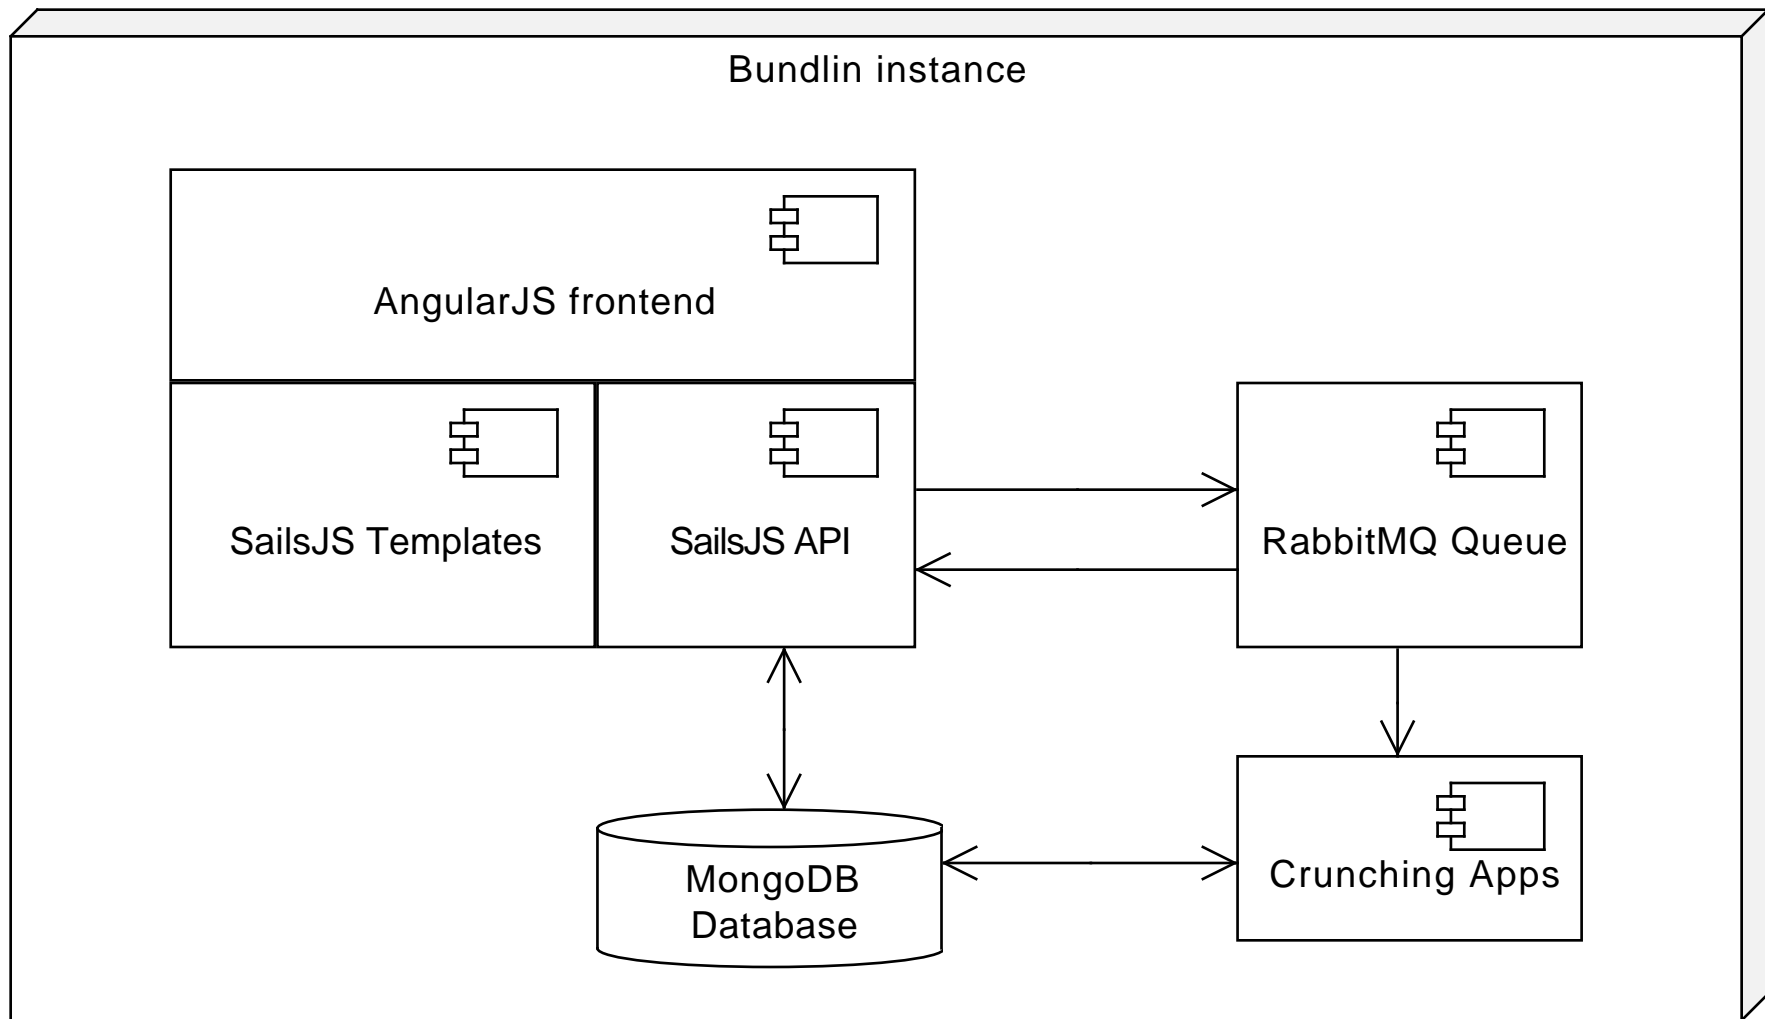 Bundlin instance
AngularJS frontend
SailsJS Templates
SailsJS API
RabbitMQ Queue
MongoDB
Database
Crunching Apps